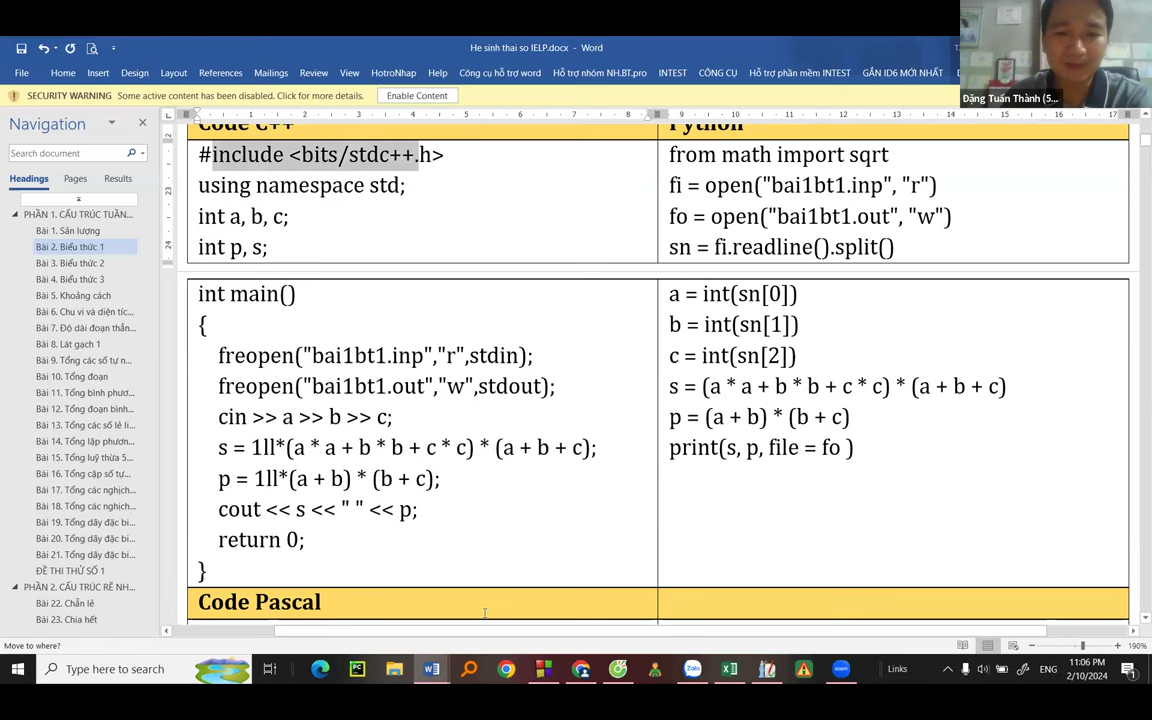 He sinh thai so IELP.docx - Word
File Home Insert Design Layout References Mailings Review View HotroNhap Help Công cụ hỗ trợ word Hỗ trợ nhóm NH.BT.pro INTEST CÔNG CỤ Hỗ trợ phần mềm INTEST GẮN ID6 MỚI NHẤT
Đặng Tuấn Thành (5...
SECURITY WARNING Some active content has been disabled. Click for more details. Enable Content
Navigation
Search document
Headings Pages Results
PHẦN 1. CẤU TRÚC TUẦN...
Bài 1. Sản lượng
Bài 2. Biểu thức 1
Bài 3. Biểu thức 2
Bài 4. Biểu thức 3
Bài 5. Khoảng cách
Bài 6. Chu vi và diện tíc...
Bài 7. Độ dài đoạn thẳn...
Bài 8. Lát gạch 1
Bài 9. Tổng các số tự n...
Bài 10. Tổng đoạn
Bài 11. Tổng bình phươ...
Bài 12. Tổng đoạn bình...
Bài 13. Tổng các số lẻ li...
Bài 14. Tổng lập phươn...
Bài 15. Tổng luỹ thừa 5...
Bài 16. Tổng cặp số tự...
Bài 17. Tổng các nghịch...
Bài 18. Tổng các nghịch...
Bài 19. Tổng dãy đặc bi...
Bài 20. Tổng dãy đặc bi...
Bài 21. Tổng dãy đặc bi...
ĐỀ THI THỬ SỐ 1
PHẦN 2. CẤU TRÚC RẼ NH...
Bài 22. Chẵn lẻ
Bài 23. Chia hết
Code C++
#include <bits/stdc++.h>
using namespace std;
int a, b, c;
int p, s;
int main()
{
freopen("bai1bt1.inp","r",stdin);
freopen("bai1bt1.out","w",stdout);
cin >> a >> b >> c;
s = 1ll*(a * a + b * b + c * c) * (a + b + c);
p = 1ll*(a + b) * (b + c);
cout << s << " " << p;
return 0;
}
Code Pascal
Python
from math import sqrt
fi = open("bai1bt1.inp", "r")
fo = open("bai1bt1.out", "w")
sn = fi.readline().split()
a = int(sn[0])
b = int(sn[1])
c = int(sn[2])
s = (a * a + b * b + c * c) * (a + b + c)
p = (a + b) * (b + c)
print(s, p, file = fo )
Move to where?
190%
Type here to search
Links
ENG
11:06 PM
2/10/2024